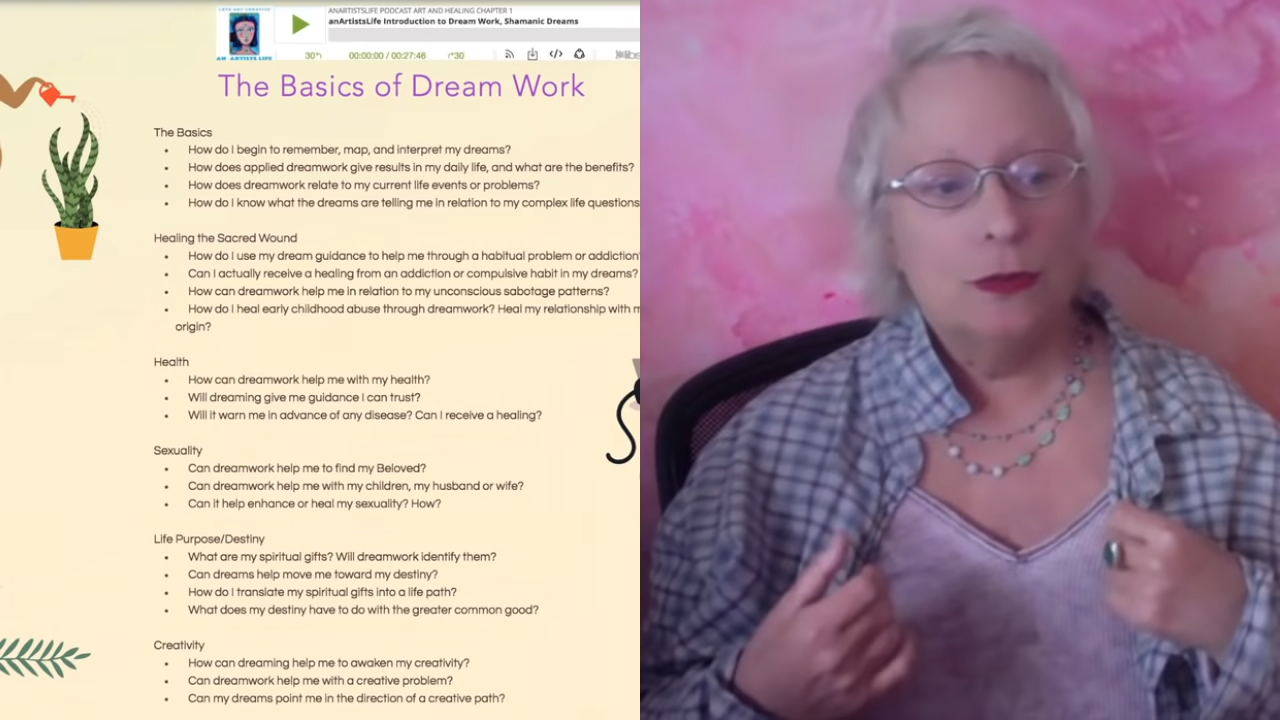 LETS GET CREATIVE
AN ARTISTS LIFE
ANARTISTSLIFE PODCAST ART AND HEALING CHAPTER 1
anArtistsLife Introduction to Dream Work, Shamanic Dreams
30 00:00:00 / 00:27:46 30
The Basics of Dream Work
The Basics
• How do I begin to remember, map, and interpret my dreams?
• How does applied dreamwork give results in my daily life, and what are the benefits?
• How does dreamwork relate to my current life events or problems?
• How do I know what the dreams are telling me in relation to my complex life questions
Healing the Sacred Wound
• How do I use my dream guidance to help me through a habitual problem or addiction
• Can I actually receive a healing from an addiction or compulsive habit in my dreams?
• How can dreamwork help me in relation to my unconscious sabotage patterns?
• How do I heal early childhood abuse through dreamwork? Heal my relationship with
origin?
Health
• How can dreamwork help me with my health?
• Will dreaming give me guidance I can trust?
• Will it warn me in advance of any disease? Can I receive a healing?
Sexuality
• Can dreamwork help me to find my Beloved?
• Can dreamwork help me with my children, my husband or wife?
• Can it help enhance or heal my sexuality? How?
Life Purpose/Destiny
• What are my spiritual gifts? Will dreamwork identify them?
• Can dreams help move me toward my destiny?
• How do I translate my spiritual gifts into a life path?
• What does my destiny have to do with the greater common good?
Creativity
• How can dreaming help me to awaken my creativity?
• Can dreamwork help me with a creative problem?
• Can my dreams point me in the direction of a creative path?